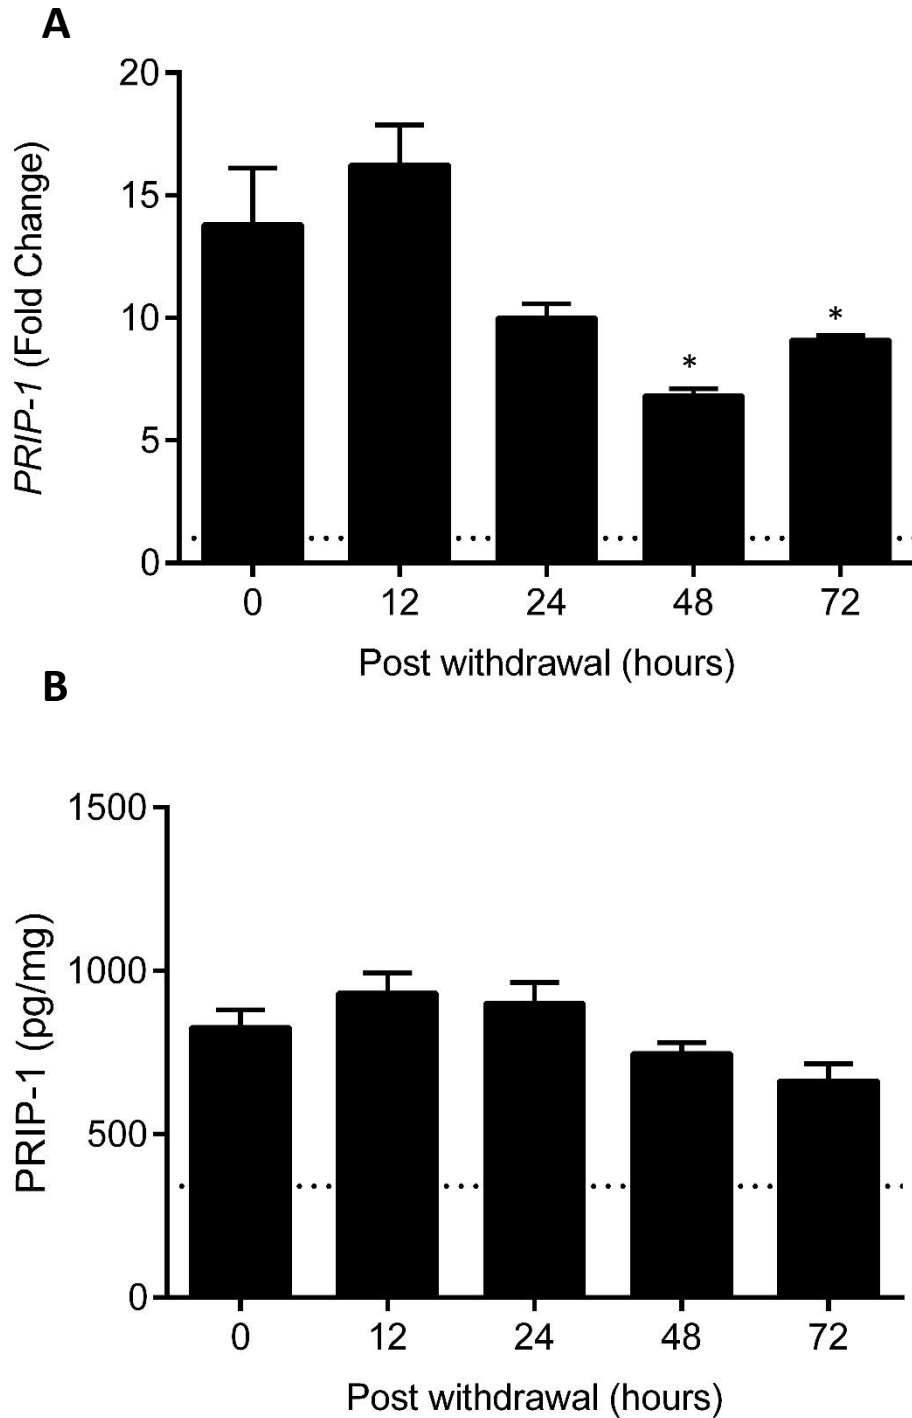 A
PRIP-1 (Fold Change)
20
15
10
5
0
*
*
0 12 24 48 72
Post withdrawal (hours)
B
PRIP-1 (pg/mg)
1500
1000
500
0
0 12 24 48 72
Post withdrawal (hours)